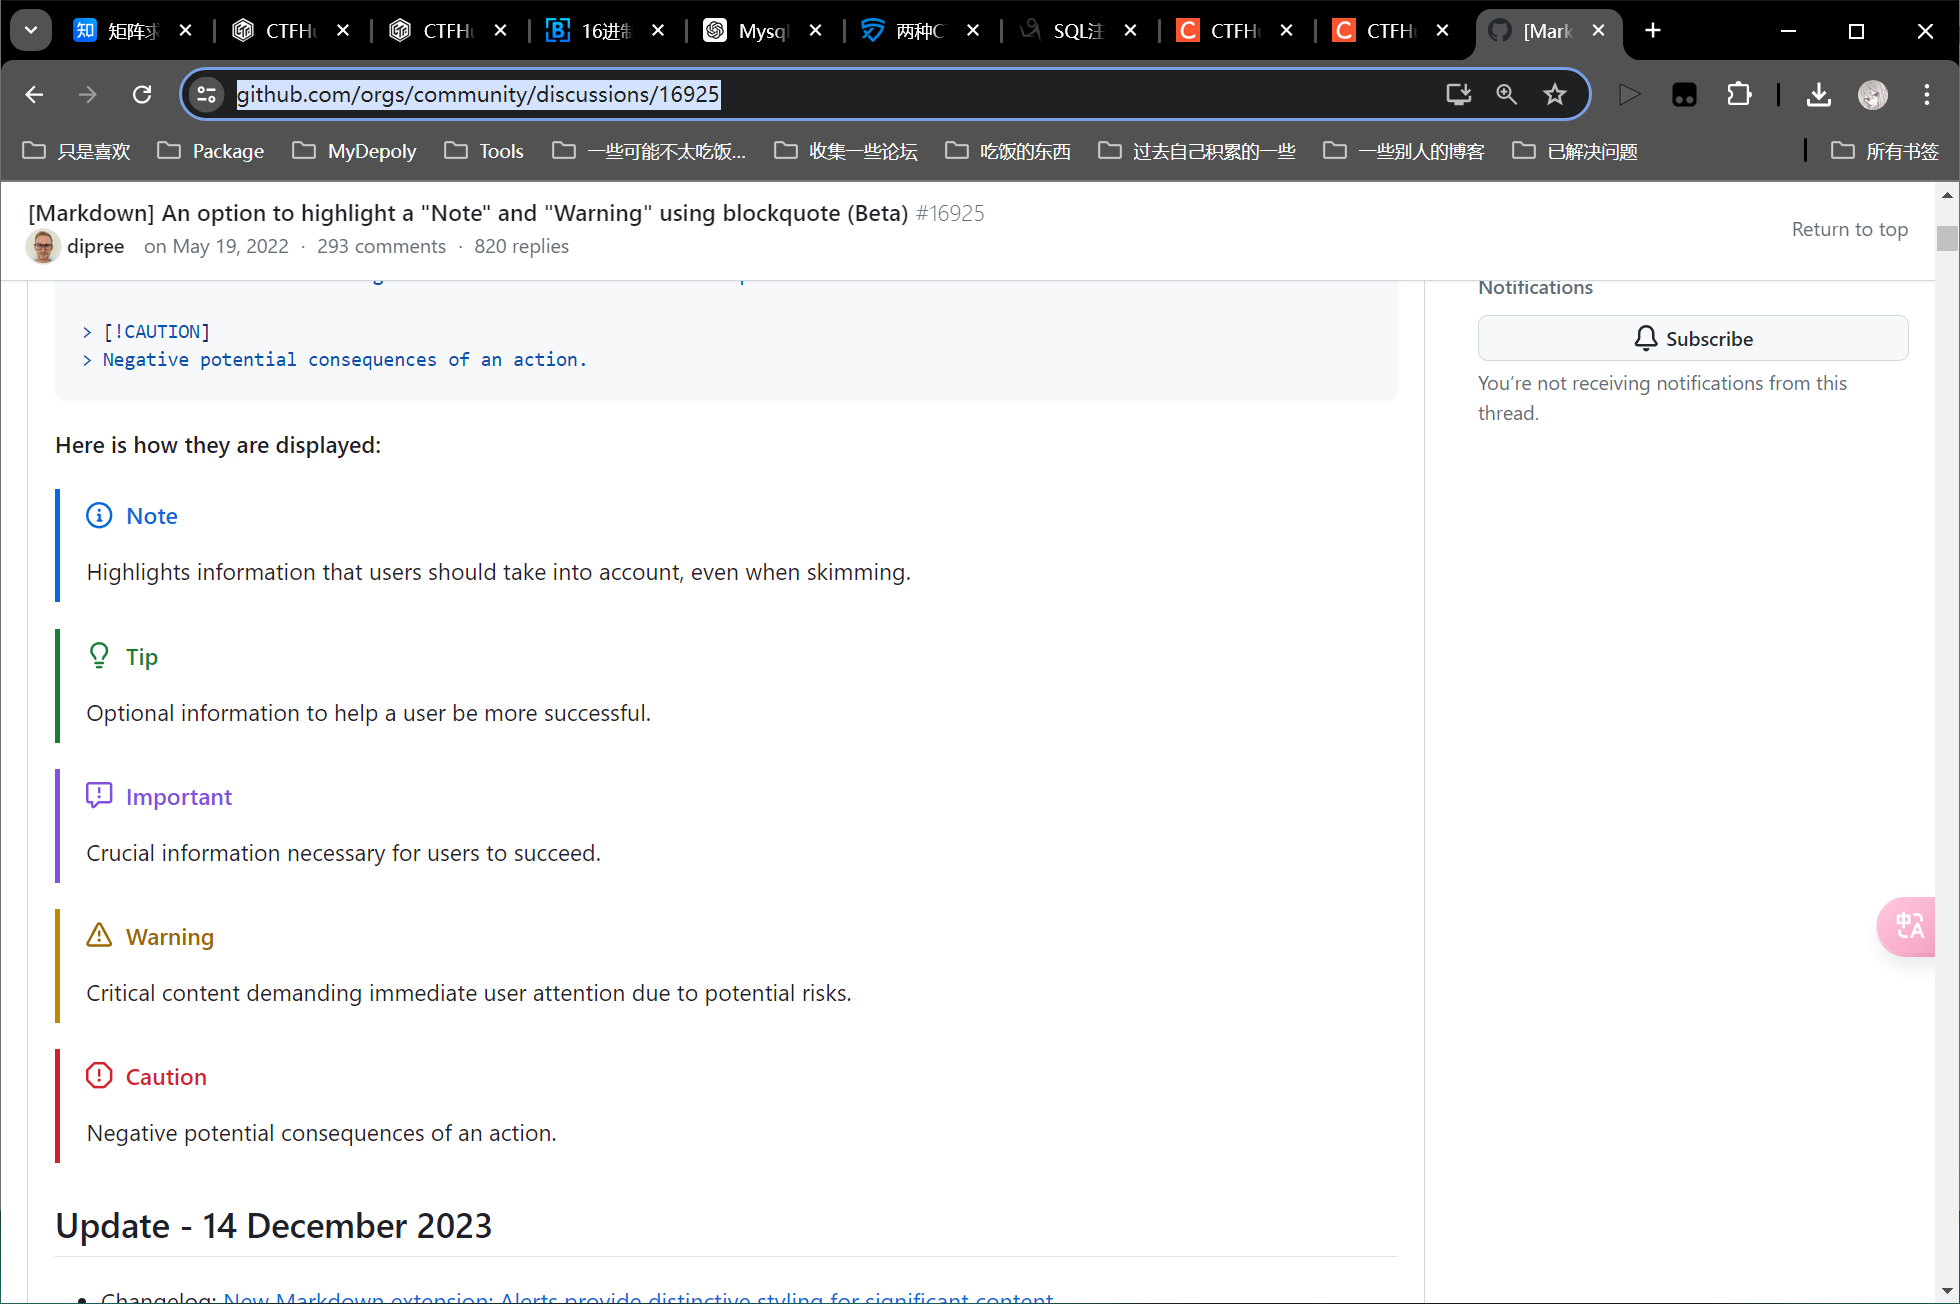 知 矩阵求 CTFHu CTFHu B 16进制 Mysql 两种C SQL注 C CTFHu C CTFHu [Mark
github.com/orgs/community/discussions/16925
只是喜欢 Package MyDepoly Tools 一些可能不太吃饭... 收集一些论坛 吃饭的东西 过去自己积累的一些 一些别人的博客 已解决问题 所有书签
[Markdown] An option to highlight a "Note" and "Warning" using blockquote (Beta) #16925
dipree on May 19, 2022 · 293 comments · 820 replies
Return to top
> [!CAUTION]
> Negative potential consequences of an action.
Here is how they are displayed:
Note
Highlights information that users should take into account, even when skimming.
Tip
Optional information to help a user be more successful.
Important
Crucial information necessary for users to succeed.
Warning
Critical content demanding immediate user attention due to potential risks.
Caution
Negative potential consequences of an action.
Update - 14 December 2023
Changelog: New Markdown extension: Alerts provide distinctive styling for significant content
Notifications
Subscribe
You're not receiving notifications from this
thread.
中 A